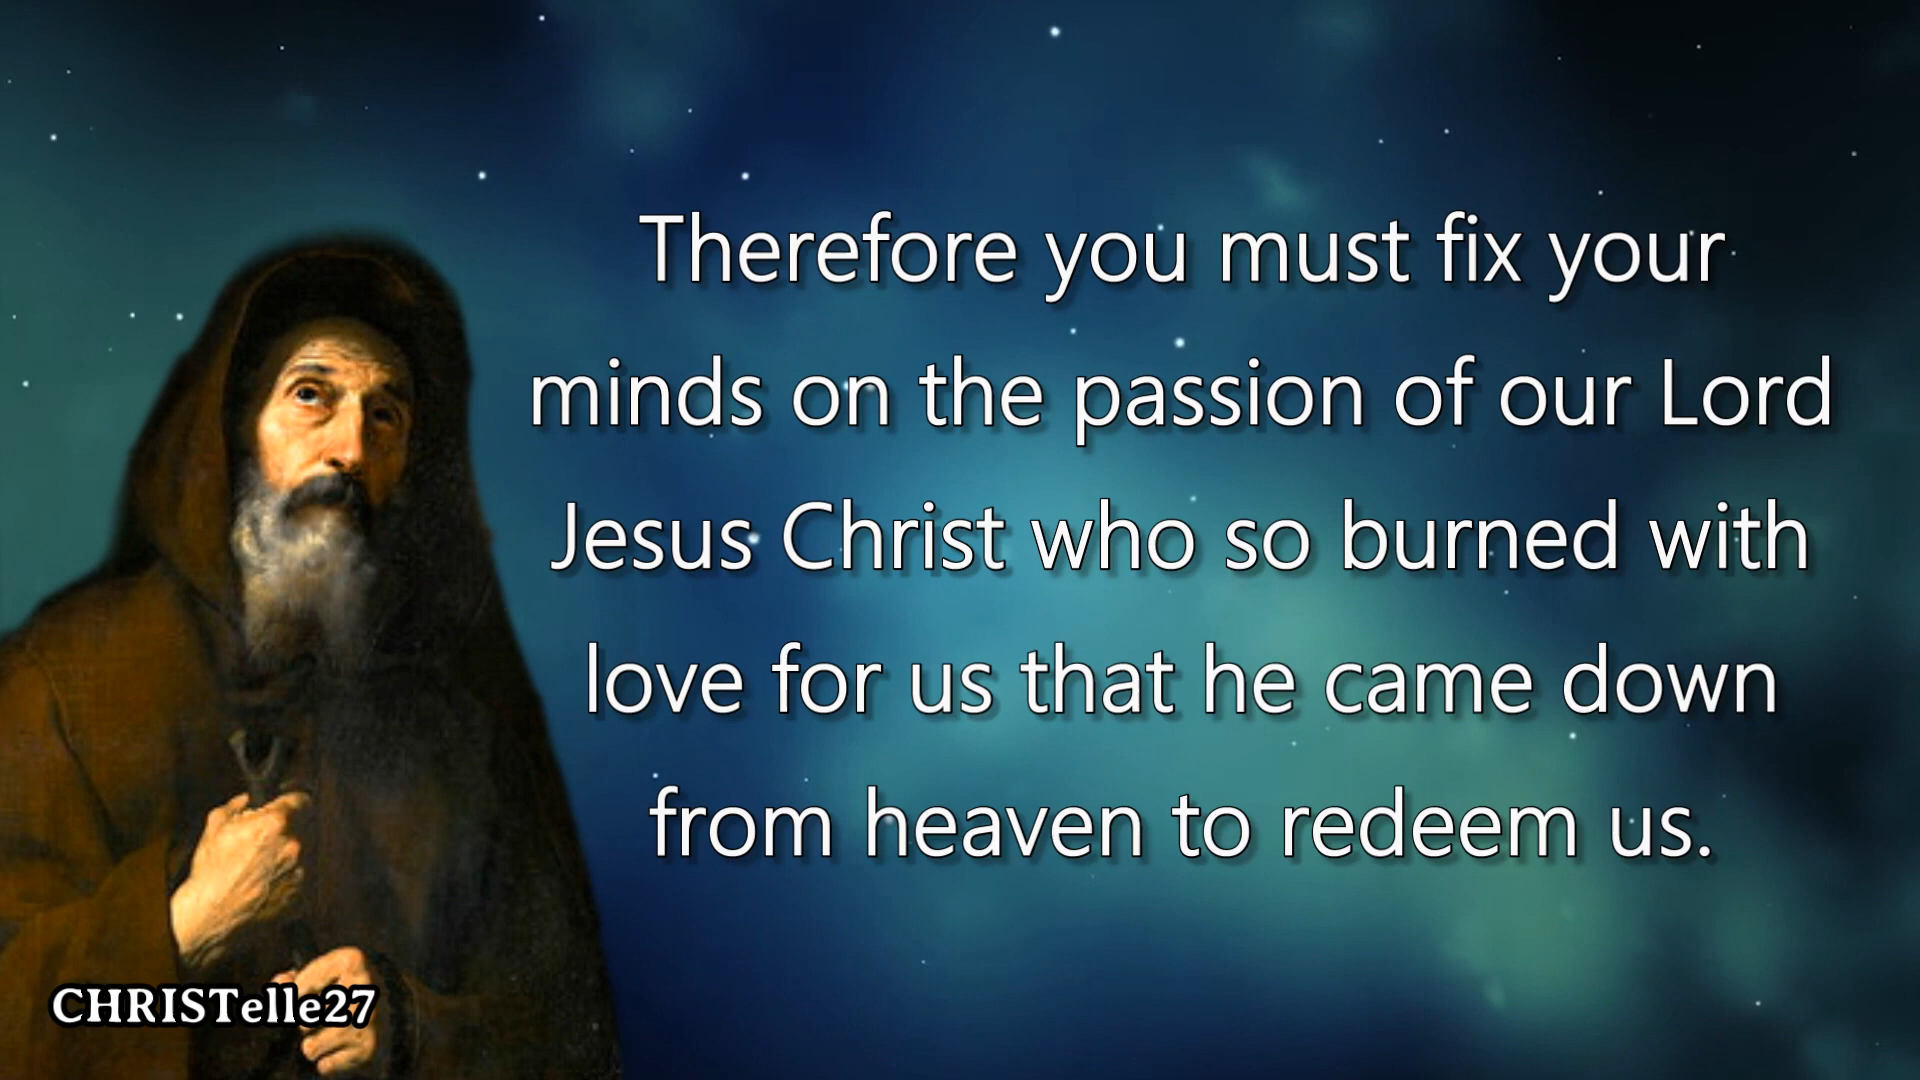 Therefore you must fix your
minds on the passion of our Lord
Jesus Christ who so burned with
love for us that he came down
from heaven to redeem us.
CHRISTelle27